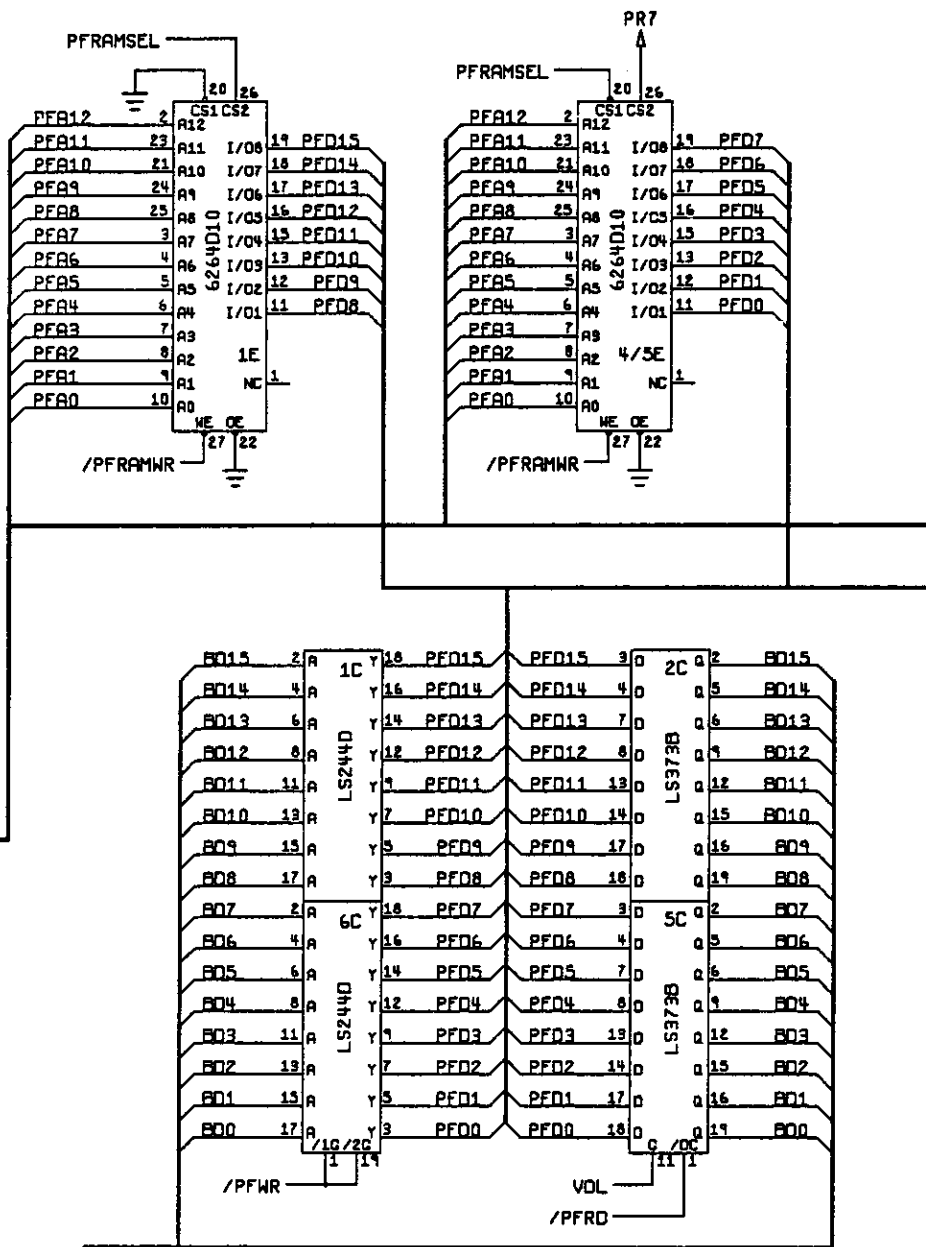 PR7
PFRAMSEL PFRAMSEL
20 26 20 26
CS1 CS2 CS1 CS2
PFA12 2 A12 PFA12 2 A12
PFA11 23 A11 I/O8 19 PFD15 PFA11 23 A11 I/O8 19 PFD7
PFA10 21 A10 I/O7 18 PFD14 PFA10 21 A10 I/O7 18 PFD6
PFA9 24 A9 I/O6 17 PFD13 PFA9 24 A9 I/O6 17 PFD5
PFA8 25 A8 I/O5 16 PFD12 PFA8 25 A8 I/O5 16 PFD4
PFA7 3 A7 I/O4 15 PFD11 PFA7 3 A7 I/O4 15 PFD3
PFA6 4 A6 I/O3 13 PFD10 PFA6 4 A6 I/O3 13 PFD2
PFA5 5 A5 I/O2 12 PFD9 PFA5 5 A5 I/O2 12 PFD1
PFA4 6 A4 I/O1 11 PFD8 PFA4 6 A4 I/O1 11 PFD0
6264D10 6264D10
PFA3 7 A3 PFA3 7 A3
PFA2 8 A2 1E PFA2 8 A2 4/5E
PFA1 9 A1 NC 1 PFA1 9 A1 NC 1
PFA0 10 A0 PFA0 10 A0
WE OE WE OE
27 22 27 22
/PFRAMWR /PFRAMWR
1C 2C
BD15 2 A Y 18 PFD15 PFD15 3 D Q 2 BD15
BD14 4 A Y 16 PFD14 PFD14 4 D Q 5 BD14
BD13 6 A Y 14 PFD13 PFD13 7 D Q 6 BD13
BD12 8 A Y 12 PFD12 PFD12 8 D Q 9 BD12
LS244D LS373B
BD11 11 A Y 9 PFD11 PFD11 13 D Q 12 BD11
BD10 13 A Y 7 PFD10 PFD10 14 D Q 15 BD10
BD9 15 A Y 5 PFD9 PFD9 17 D Q 16 BD9
BD8 17 A Y 3 PFD8 PFD8 18 D Q 19 BD8
6C 5C
BD7 2 A Y 18 PFD7 PFD7 3 D Q 2 BD7
BD6 4 A Y 16 PFD6 PFD6 4 D Q 5 BD6
BD5 6 A Y 14 PFD5 PFD5 7 D Q 6 BD5
BD4 8 A Y 12 PFD4 PFD4 8 D Q 9 BD4
LS244D LS373B
BD3 11 A Y 9 PFD3 PFD3 13 D Q 12 BD3
BD2 13 A Y 7 PFD2 PFD2 14 D Q 15 BD2
BD1 15 A Y 5 PFD1 PFD1 17 D Q 16 BD1
BD0 17 A Y 3 PFD0 PFD0 18 D Q 19 BD0
/1G /2G G /OC
1 19 11 1
/PFWR VDL
/PFRD